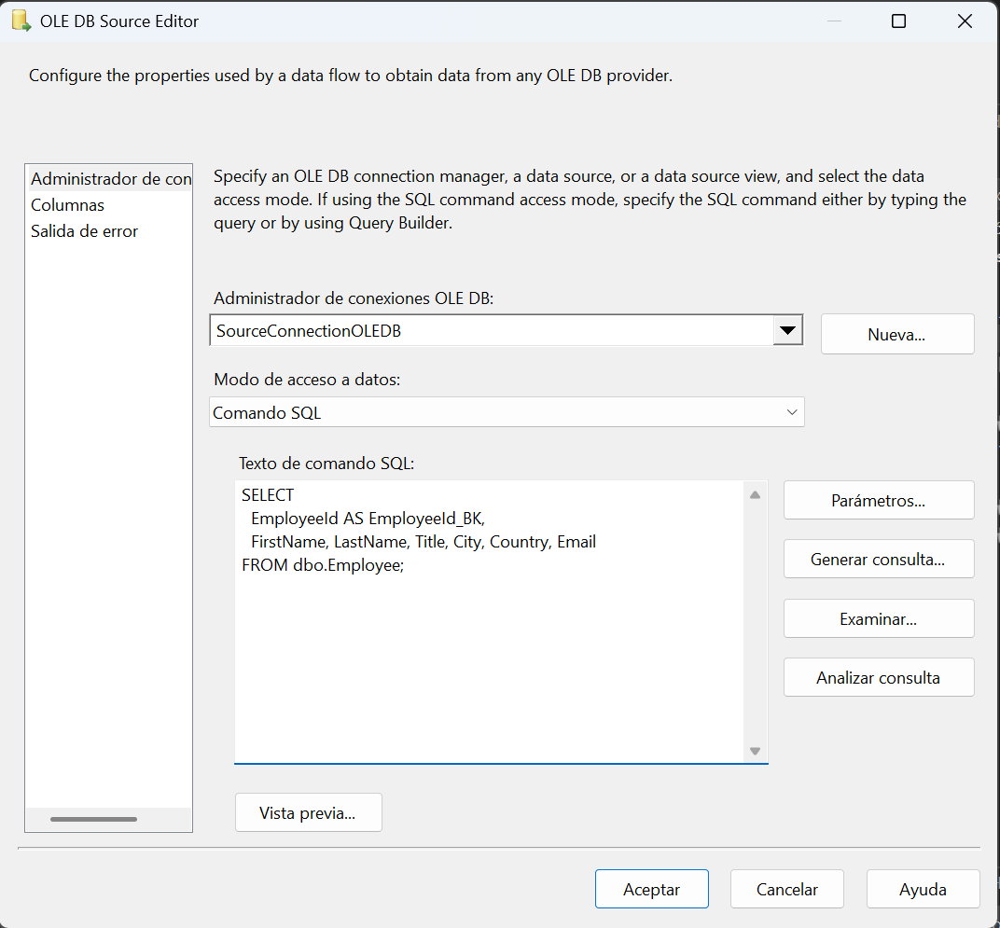 OLE DB Source Editor
Configure the properties used by a data flow to obtain data from any OLE DB provider.
Administrador de con
Columnas
Salida de error
Specify an OLE DB connection manager, a data source, or a data source view, and select the data
access mode. If using the SQL command access mode, specify the SQL command either by typing the
query or by using Query Builder.
Administrador de conexiones OLE DB:
SourceConnectionOLEDB
Nueva...
Modo de acceso a datos:
Comando SQL
Texto de comando SQL:
SELECT
EmployeeId AS EmployeeId_BK,
FirstName, LastName, Title, City, Country, Email
FROM dbo.Employee;
Parámetros...
Generar consulta...
Examinar...
Analizar consulta
Vista previa...
Aceptar
Cancelar
Ayuda